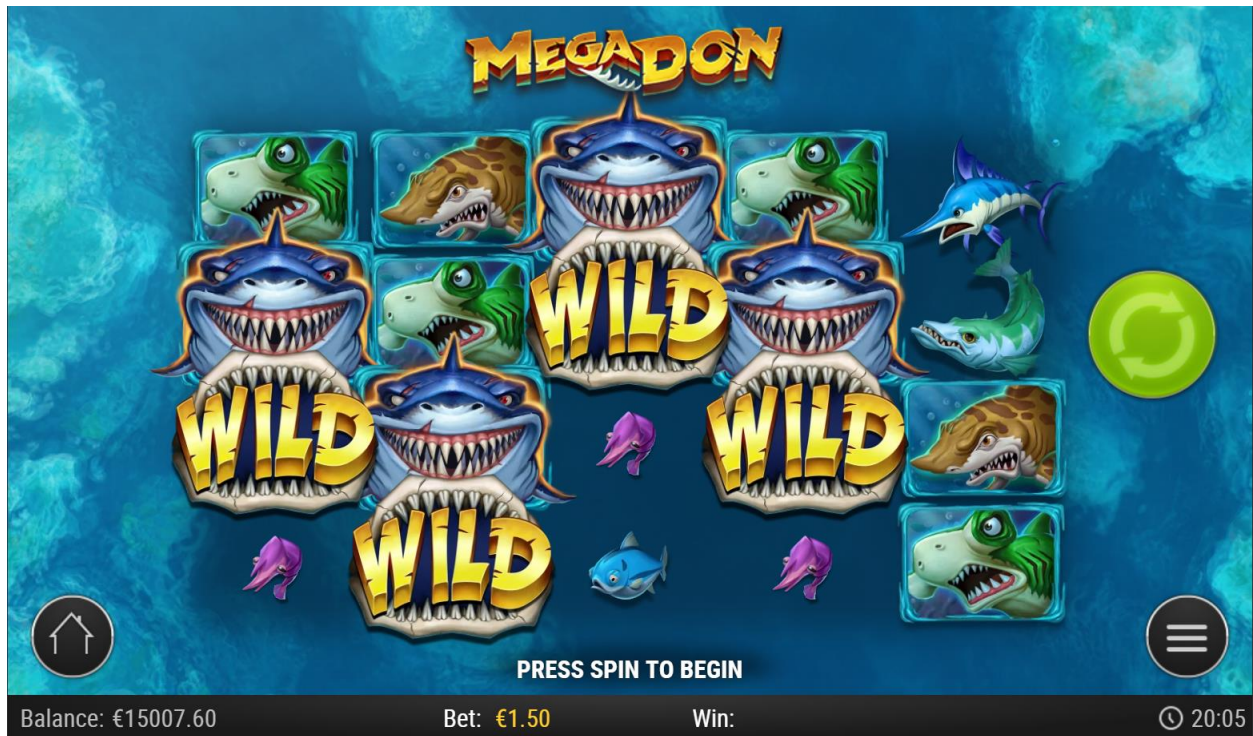 MEGADON
WILD
WILD
WILD
WILD
PRESS SPIN TO BEGIN
Balance: €15007.60 Bet: €1.50 Win: 20:05